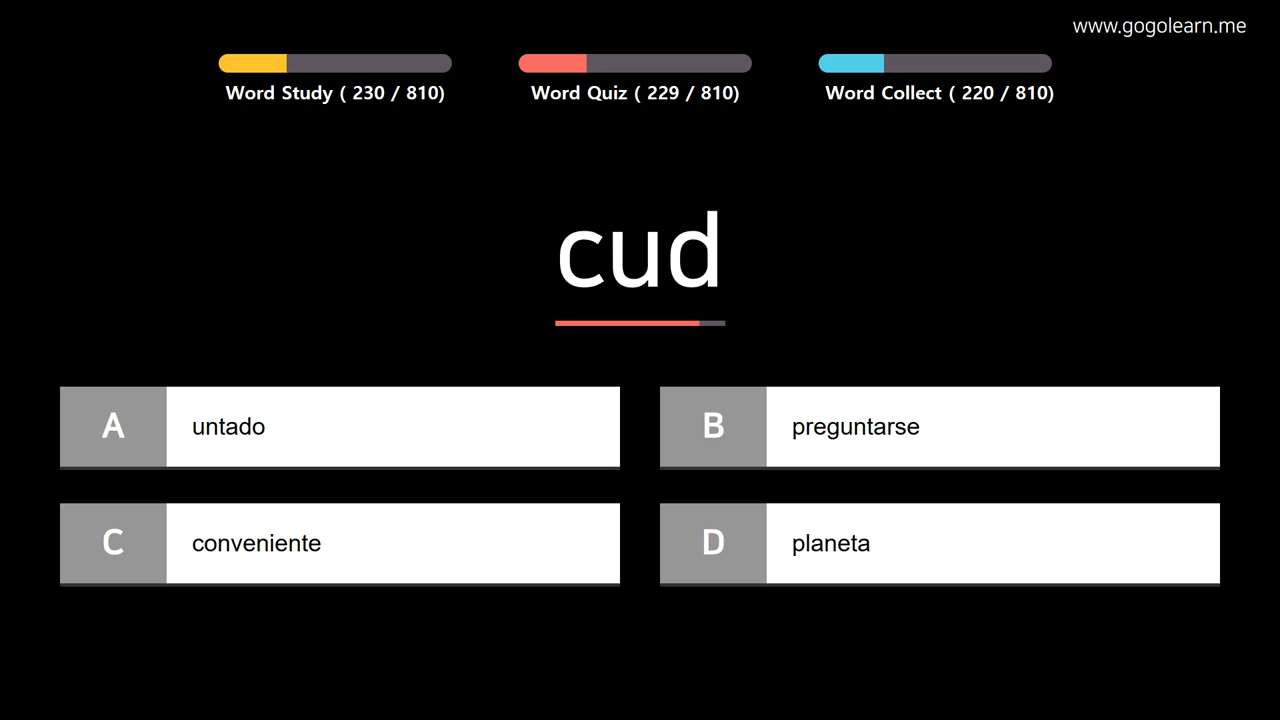 www.gogolearn.me
Word Study ( 230 / 810)
Word Quiz ( 229 / 810)
Word Collect ( 220 / 810)
cud
A untado
B preguntarse
C conveniente
D planeta